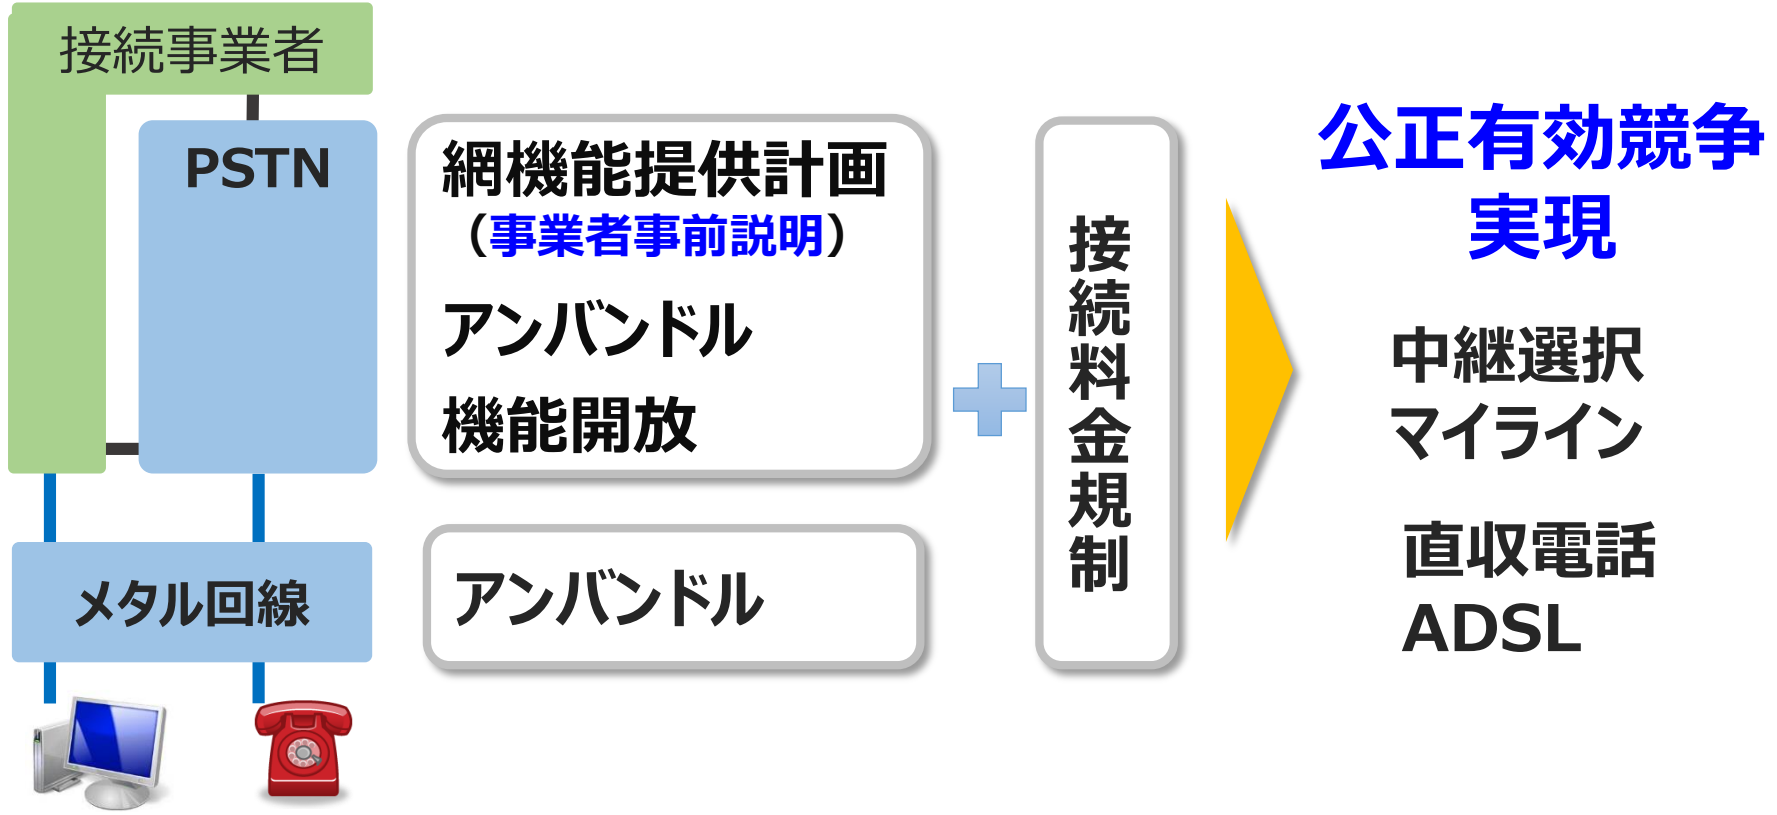 接続事業者
PSTN
メタル回線
網機能提供計画
（事業者事前説明）
アンバンドル
機能開放
アンバンドル
接続料金規制
公正有効競争
実現
中継選択
マイライン
直収電話
ADSL